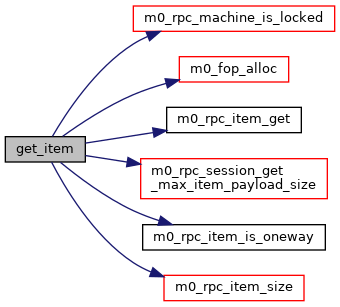 m0_rpc_machine_is_locked
m0_fop_alloc
m0_rpc_item_get
get_item
m0_rpc_session_get
_max_item_payload_size
m0_rpc_item_is_oneway
m0_rpc_item_size